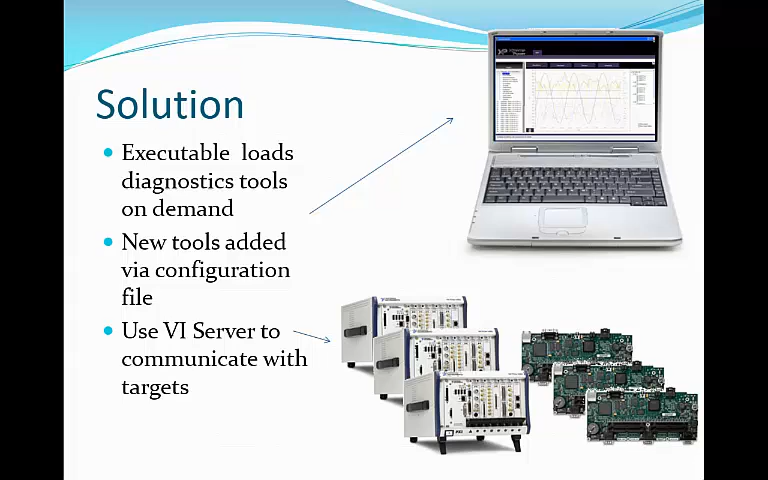 Solution
Executable loads
diagnostics tools
on demand
New tools added
via configuration
file
Use VI Server to
communicate with
targets